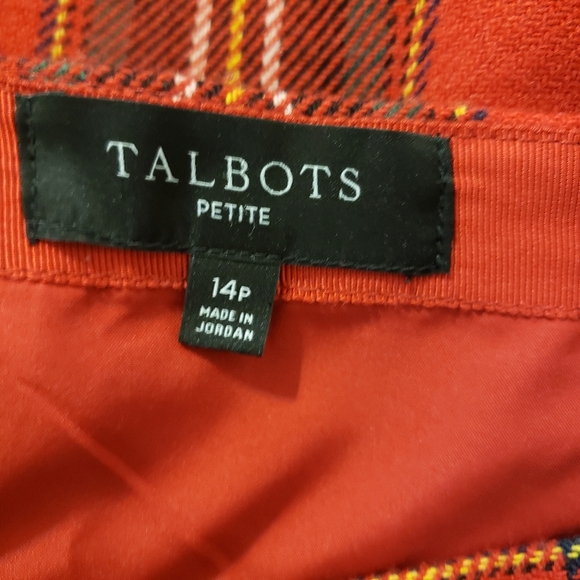 TALBOTS
PETITE
14P
MADE IN
JORDAN